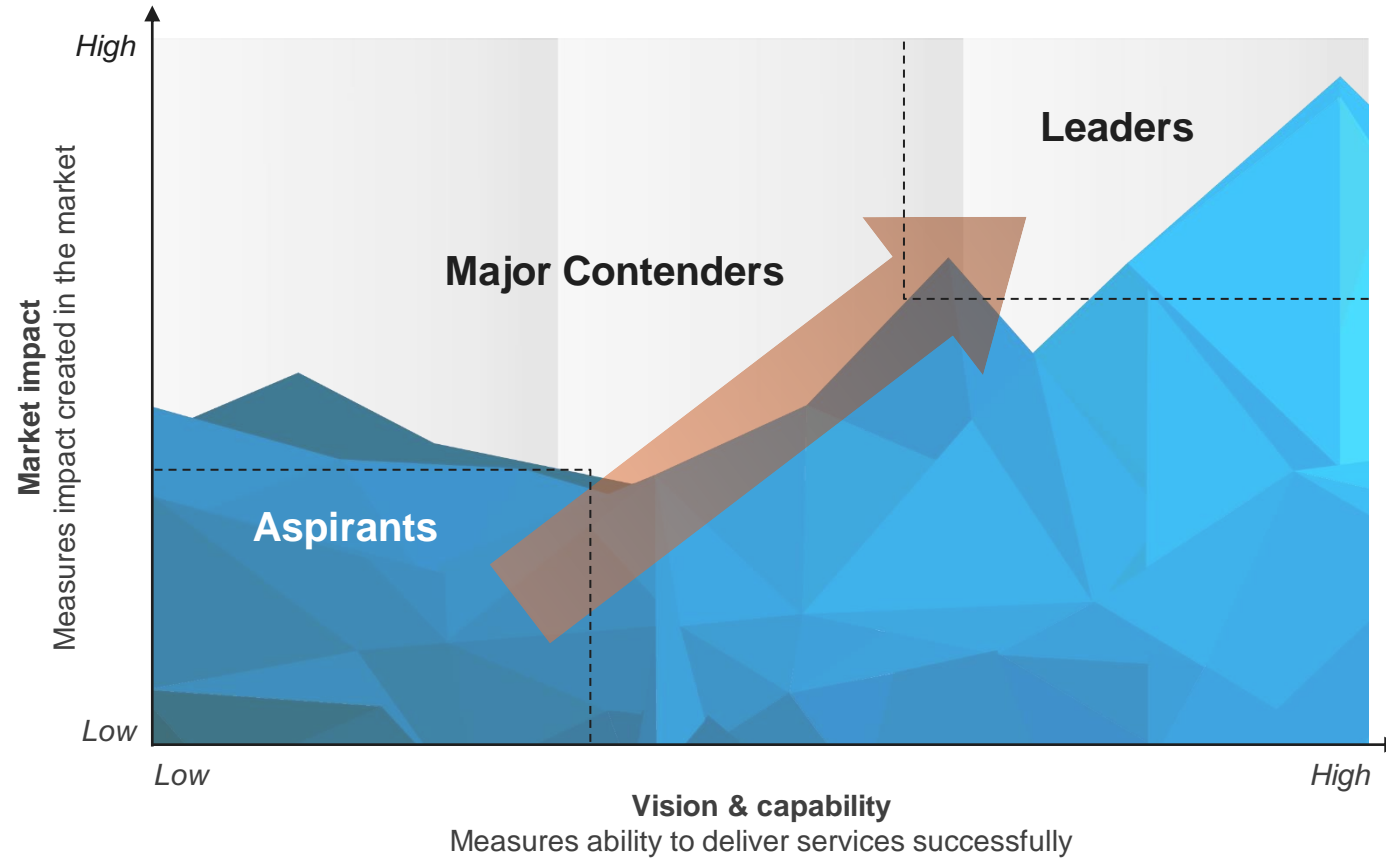 High
Leaders
Major Contenders
Market impact
Measures impact created in the market
Aspirants
Low
Low
High
Vision & capability
Measures ability to deliver services successfully